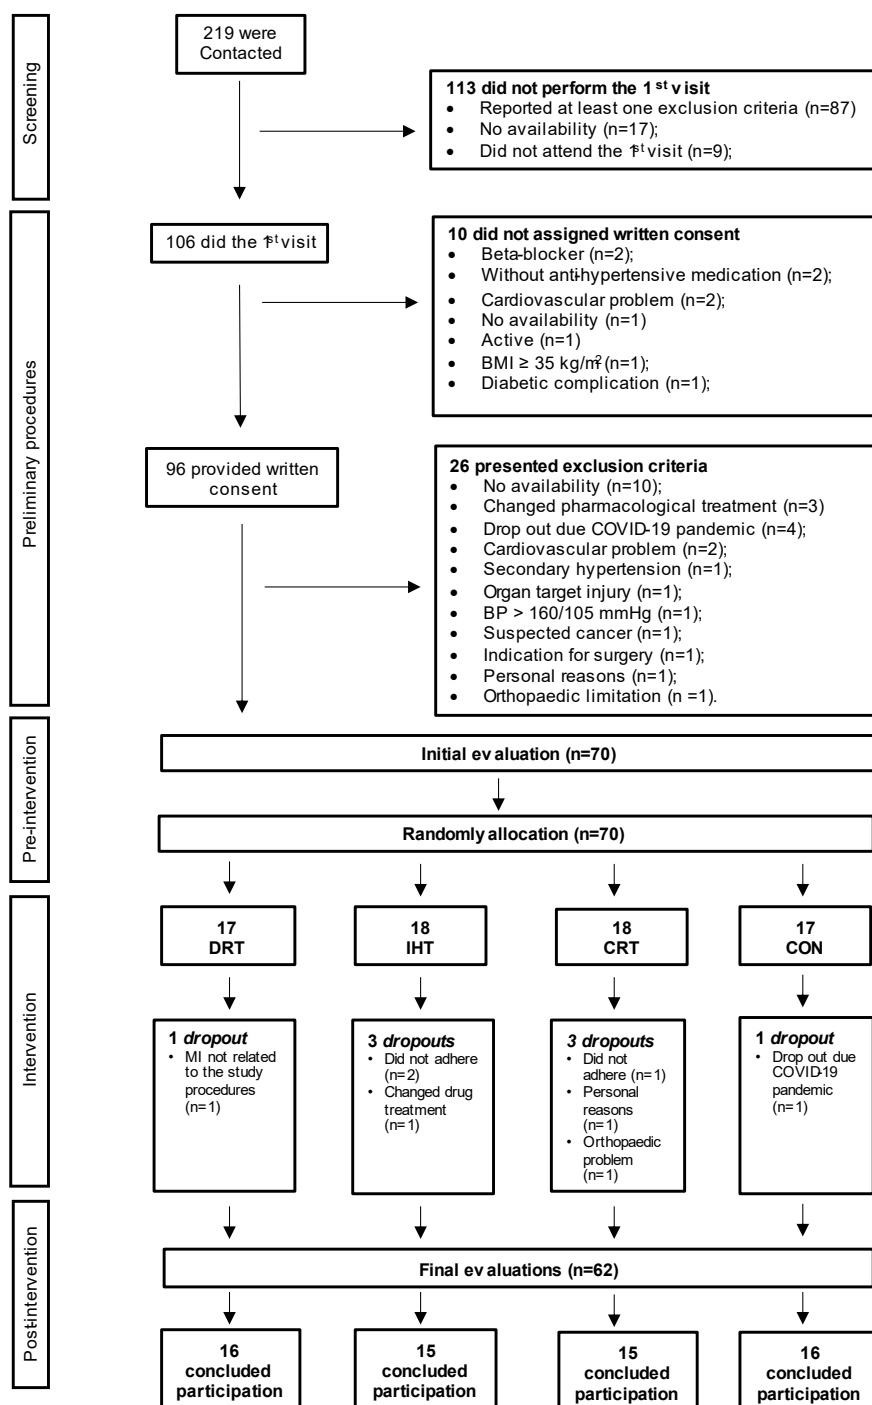 Screening
219 were
Contacted
113 did not perform the 1st visit
• Reported at least one exclusion criteria (n=87)
• No availability (n=17);
• Did not attend the 1st visit (n=9);
Preliminary procedures
106 did the 1st visit
10 did not assigned written consent
• Beta-blocker (n=2);
• Without anti-hypertensive medication (n=2);
• Cardiovascular problem (n=2);
• No availability (n=1)
• Active (n=1)
• BMI ≥ 35 kg/m² (n=1);
• Diabetic complication (n=1);
96 provided written
consent
26 presented exclusion criteria
• No availability (n=10);
• Changed pharmacological treatment (n=3)
• Drop out due COVID-19 pandemic (n=4);
• Cardiovascular problem (n=2);
• Secondary hypertension (n=1);
• Organ target injury (n=1);
• BP > 160/105 mmHg (n=1);
• Suspected cancer (n=1);
• Indication for surgery (n=1);
• Personal reasons (n=1);
• Orthopaedic limitation (n =1).
Pre-intervention
Initial evaluation (n=70)
Randomly allocation (n=70)
Intervention
17
DRT
18
IHT
18
CRT
17
CON
1 dropout
• MI not related
to the study
procedures
(n=1)
3 dropouts
• Did not adhere
(n=2)
• Changed drug
treatment
(n=1)
3 dropouts
• Did not
adhere (n=1)
• Personal
reasons
(n=1)
• Orthopaedic
problem
(n=1)
1 dropout
• Drop out due
COVID-19
pandemic
(n=1)
Post-intervention
Final evaluations (n=62)
16
concluded
participation
15
concluded
participation
15
concluded
participation
16
concluded
participation